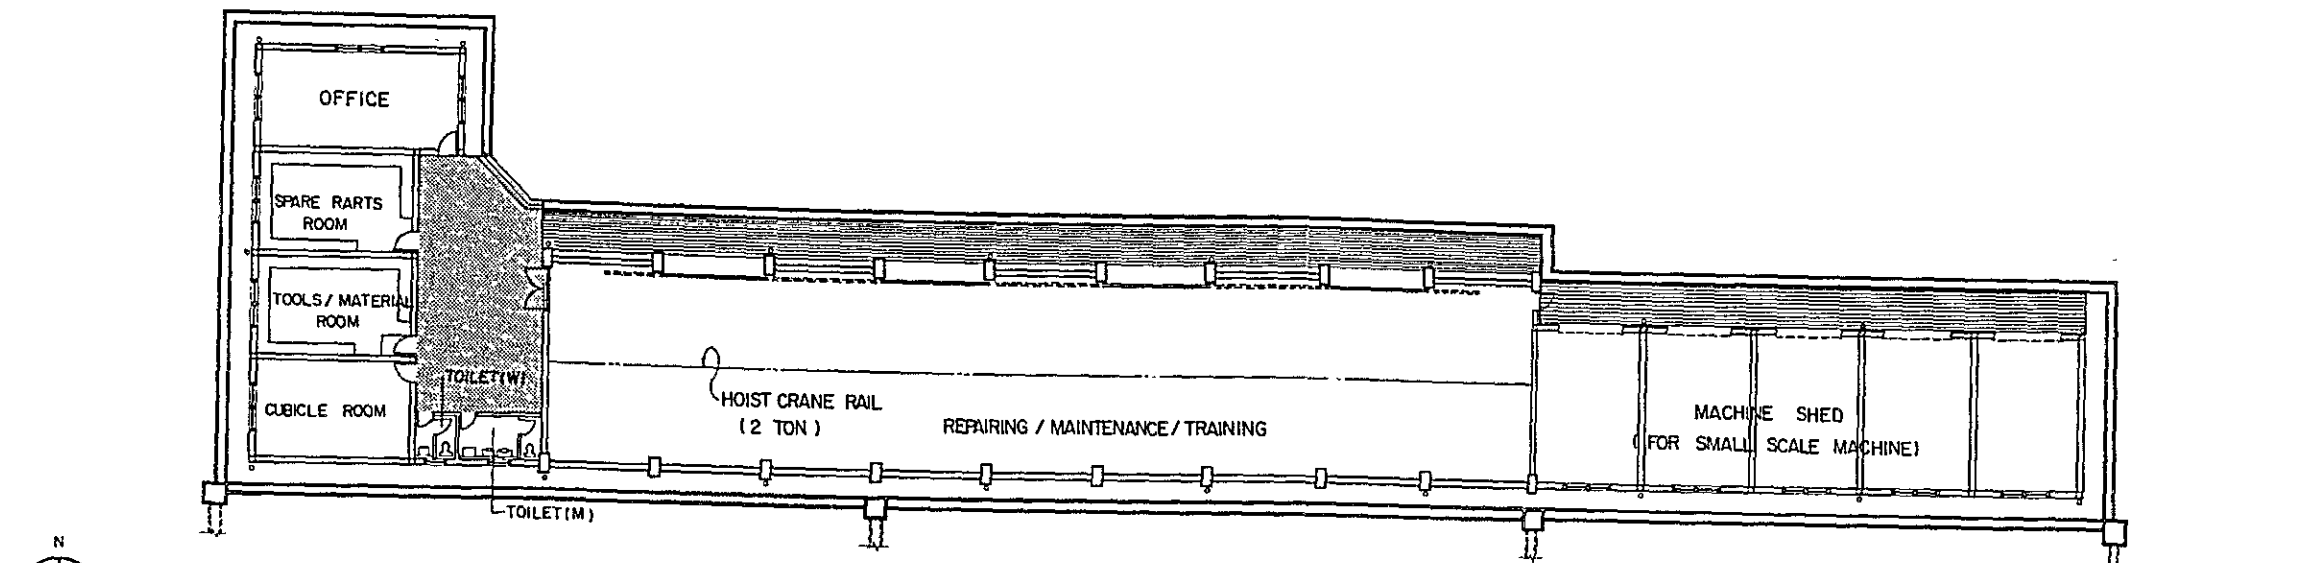 OFFICE
SPARE RARTS
ROOM
TOOLS / MATERIAL
ROOM
TOILET(W)
CUBICLE ROOM
HOIST CRANE RAIL
( 2 TON )
REPAIRING / MAINTENANCE / TRAINING
MACHINE SHED
( FOR SMALL SCALE MACHINE)
TOILET(M)
N